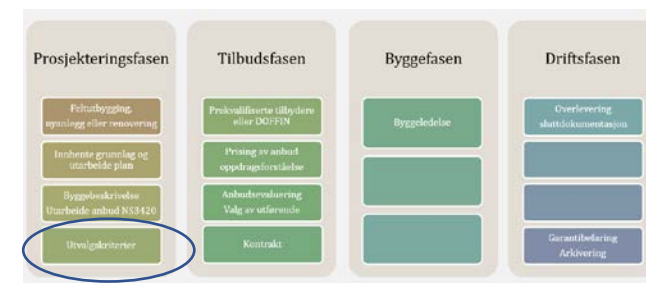 Prosjekteringsfasen
Feltutbygging,
nyanlegg eller renovering
Innhente grunnlag og
utarbeide plan
Byggebeskrivelse
Utarbeide anbud NS3420
Utvalgskriterier
Tilbudsfasen
Prekvalifiserte tilbydere
eller DOFFIN
Prising av anbud
oppdragsforståelse
Anbudsevaluering
Valg av utførende
Kontrakt
Byggefasen
Byggeledelse
Driftsfasen
Overlevering
sluttdokumentasjon
Garantibefaring
Arkivering